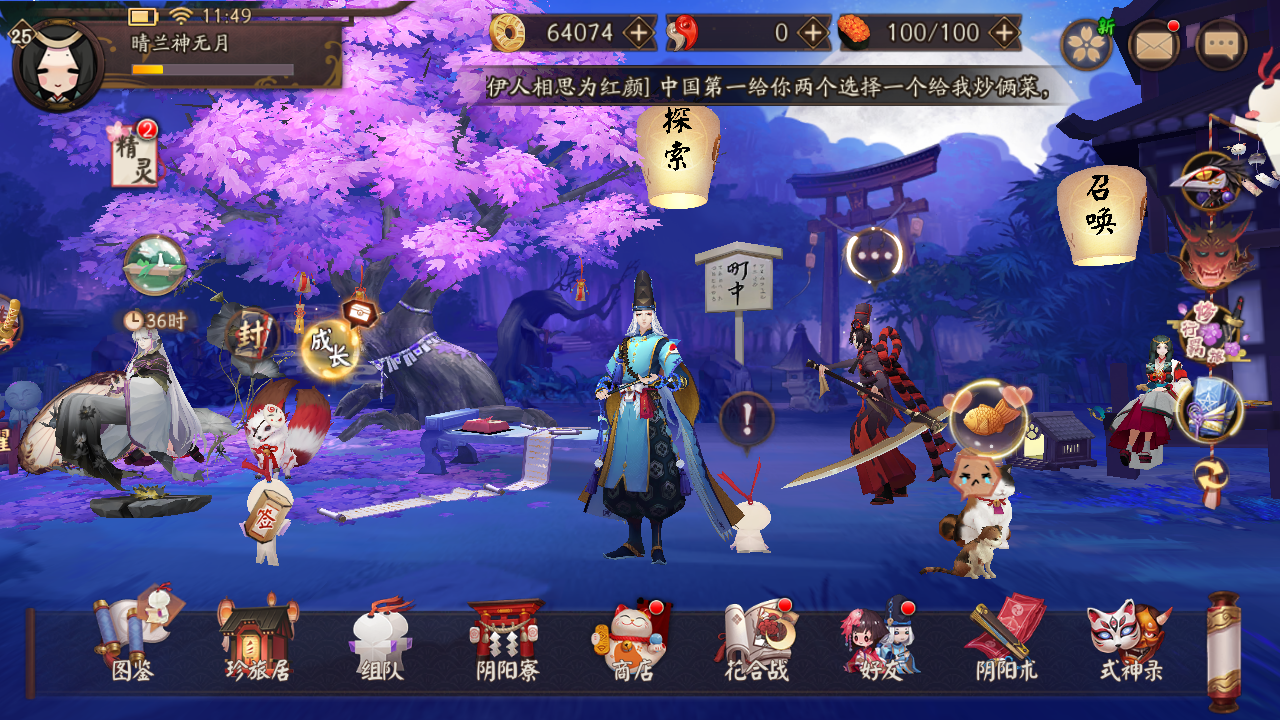 11:49
25
晴兰神无月
64074
0
100/100
新
伊人相思为红颜] 中国第一给你两个选择一个给我炒俩菜,
精灵
2
探索
召唤
町中
36时
封
成长
修行
签
图鉴
珍旅居
组队
阴阳寮
商店
花合战
好友
阴阳术
式神录